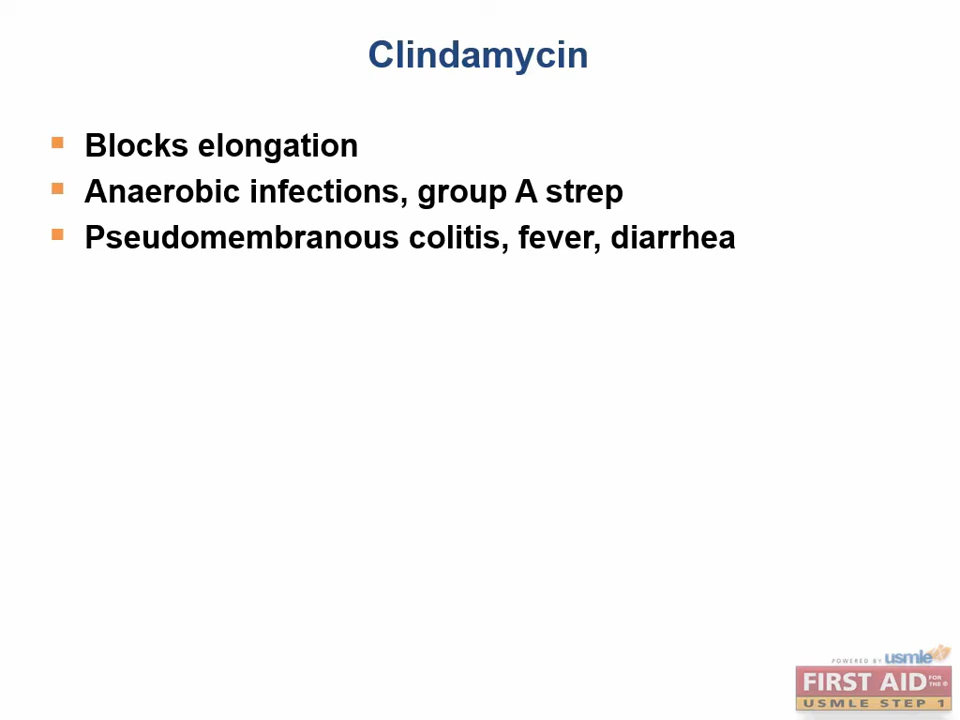 Clindamycin
Blocks elongation
Anaerobic infections, group A strep
Pseudomembranous colitis, fever, diarrhea
POWERED BY usmle
FIRST AID FOR THE ®
USMLE STEP 1